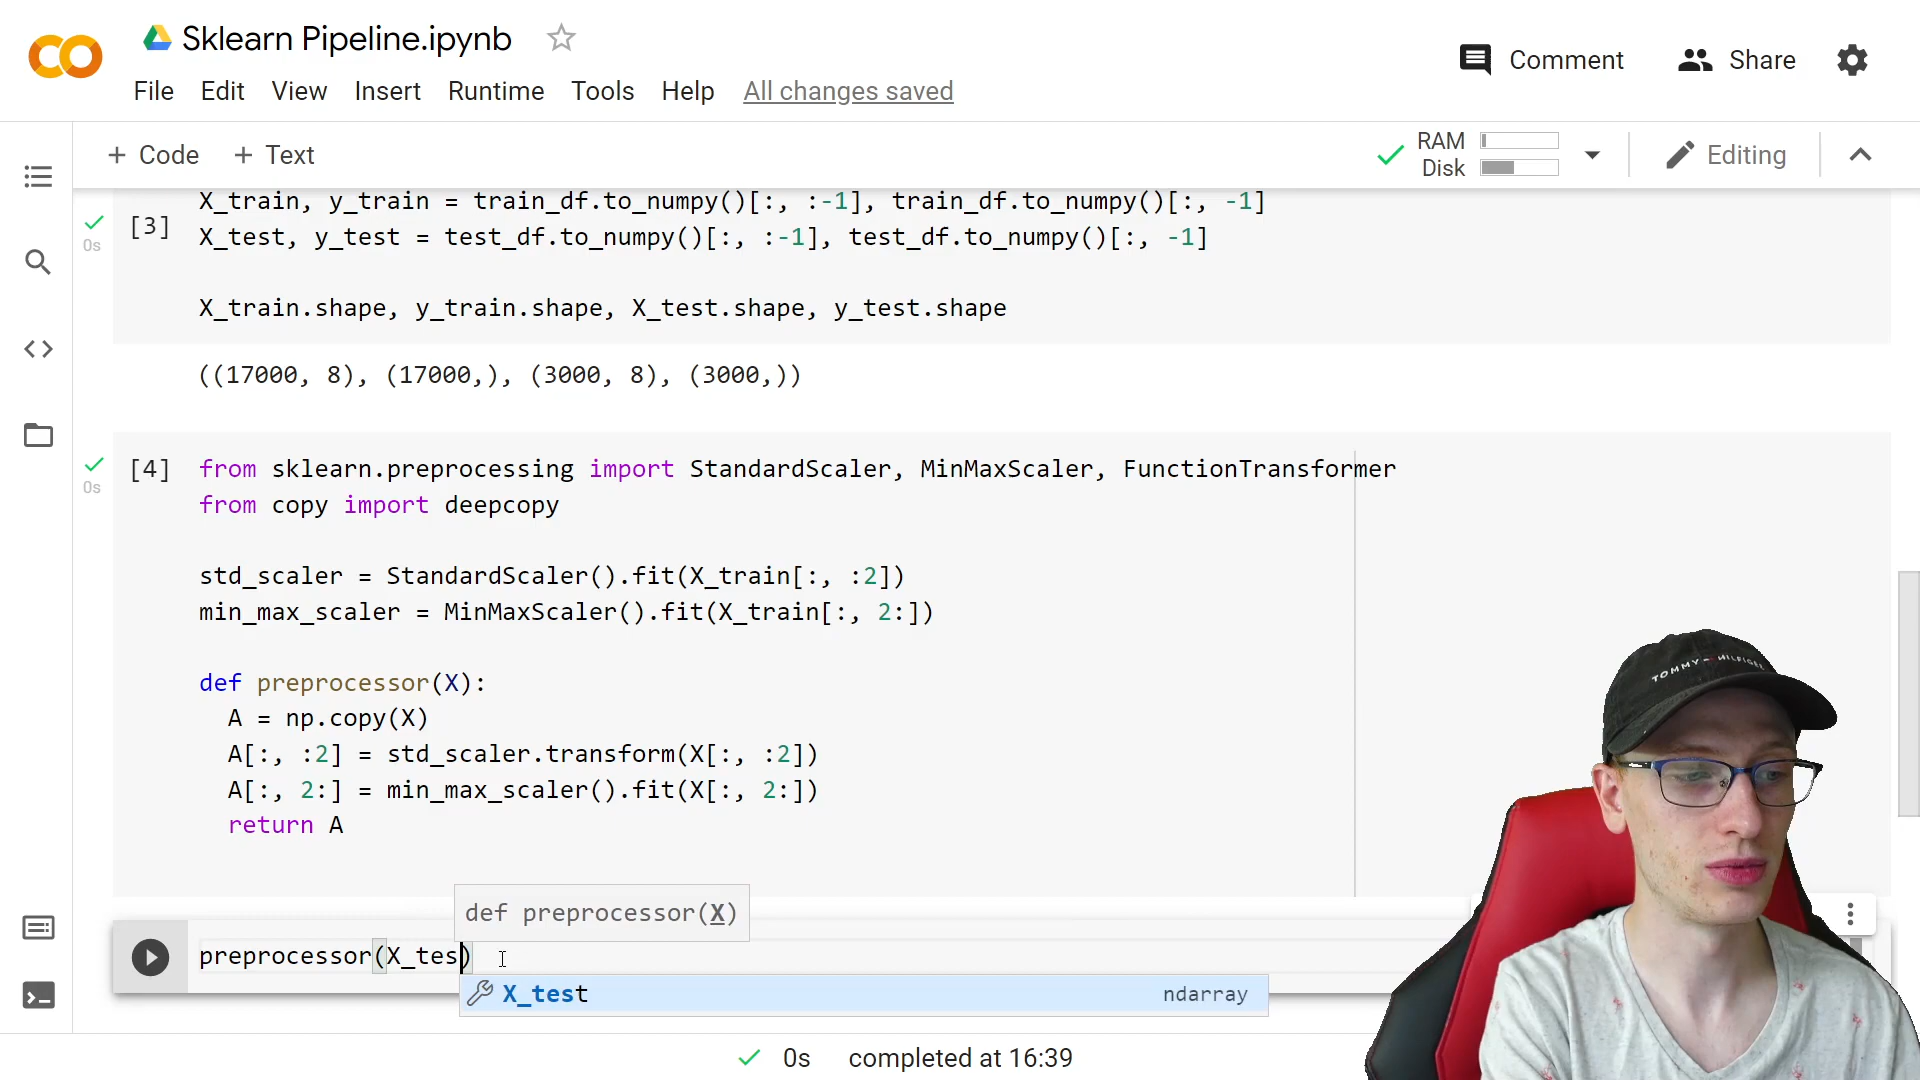 Sklearn Pipeline.ipynb
Comment
Share
File Edit View Insert Runtime Tools Help All changes saved
+ Code + Text
RAM
Disk
Editing
X_train, y_train = train_df.to_numpy()[:, :-1], train_df.to_numpy()[:, -1]
[3]
0s
X_test, y_test = test_df.to_numpy()[:, :-1], test_df.to_numpy()[:, -1]
X_train.shape, y_train.shape, X_test.shape, y_test.shape
((17000, 8), (17000,), (3000, 8), (3000,))
[4]
0s
from sklearn.preprocessing import StandardScaler, MinMaxScaler, FunctionTransformer
from copy import deepcopy
std_scaler = StandardScaler().fit(X_train[:, :2])
min_max_scaler = MinMaxScaler().fit(X_train[:, 2:])
def preprocessor(X):
A = np.copy(X)
A[:, :2] = std_scaler.transform(X[:, :2])
A[:, 2:] = min_max_scaler().fit(X[:, 2:])
return A
def preprocessor(X)
preprocessor(X_tes)
X_test ndarray
0s completed at 16:39
TOMMY HILFIGER